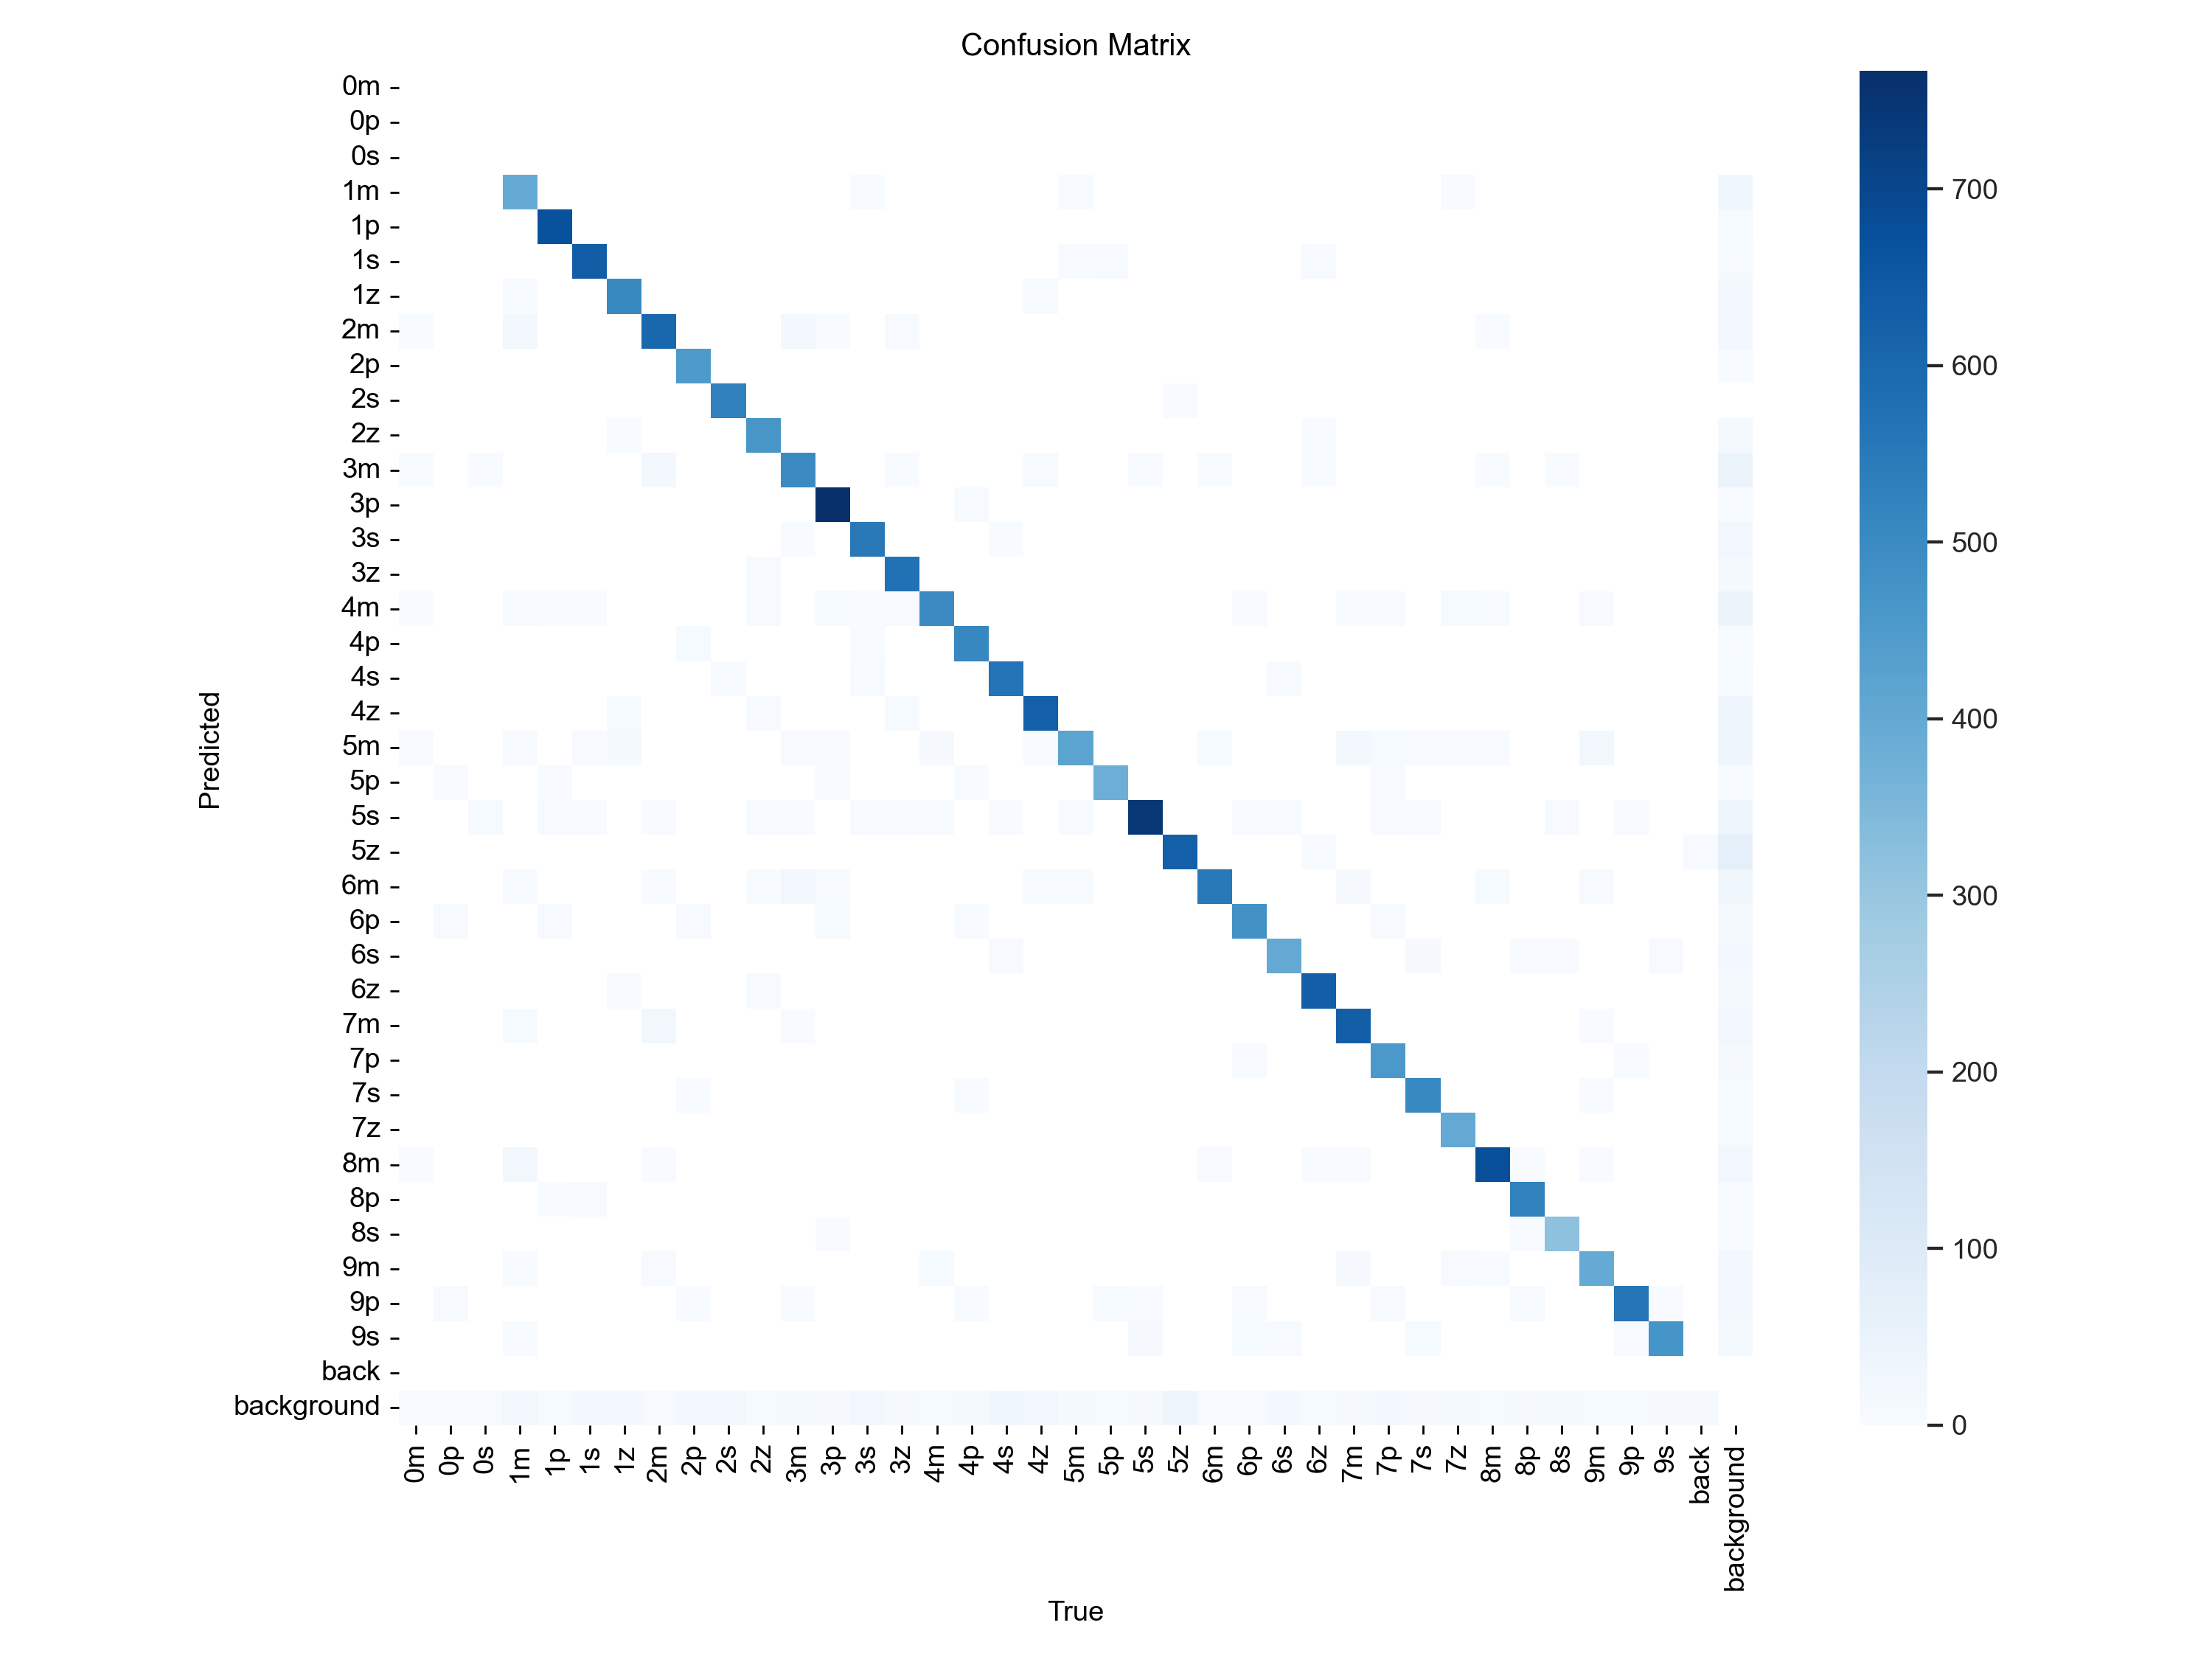 Confusion Matrix
0m
0p
0s
1m
1p
1s
1z
2m
2p
2s
2z
3m
3p
3s
3z
4m
4p
4s
4z
5m
5p
5s
5z
6m
6p
6s
6z
7m
7p
7s
7z
8m
8p
8s
9m
9p
9s
back
background
Predicted
0m 0p 0s 1m 1p 1s 1z 2m 2p 2s 2z 3m 3p 3s 3z 4m 4p 4s 4z 5m 5p 5s 5z 6m 6p 6s 6z 7m 7p 7s 7z 8m 8p 8s 9m 9p 9s back background
True
700
600
500
400
300
200
100
0